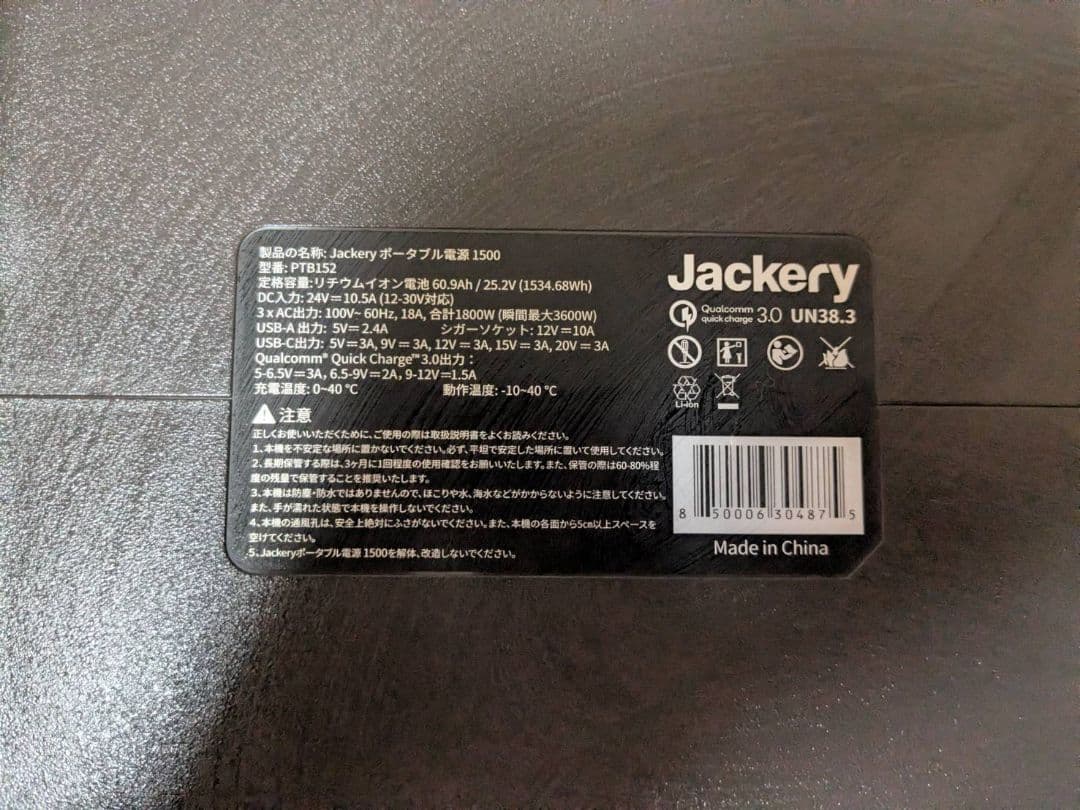 製品の名称: Jackery ポータブル電源 1500
型番: PTB152
定格容量:リチウムイオン電池 60.9Ah / 25.2V (1534.68Wh)
DC入力: 24V⎓10.5A (12-30V対応)
3 x AC出力: 100V~ 60Hz, 18A, 合計1800W (瞬間最大3600W)
USB-A 出力: 5V⎓2.4A シガーソケット: 12V⎓10A
USB-C出力: 5V⎓3A, 9V⎓3A, 12V⎓3A, 15V⎓3A, 20V⎓3A
Qualcomm® Quick Charge™ 3.0出力：
5-6.5V⎓3A, 6.5-9V⎓2A, 9-12V⎓1.5A
充電温度: 0~40 °C 動作温度: -10~40 °C
注意
正しくお使いいただくために、ご使用の際は取扱説明書をよくお読みください。
1、本機を不安定な場所に置かないでください。必ず、平坦で安定した場所に置いて使用してください。
2、長期保管する際は、3ヶ月に1回程度の使用確認をお願いいたします。また、保管の際は60-80%程
度の残量で保管することを推奨いたします。
3、本機は防塵・防水ではありませんので、ほこりや水、海水などがかからないように注意してください。
また、手が濡れた状態で本機を操作しないでください。
4、本機の通風孔は、安全上絶対にふさがないでください。また、本機の各面から5cm以上スペースを
空けてください。
5、Jackeryポータブル電源 1500を解体、改造しないでください。
Jackery
Qualcomm
quick charge 3.0 UN38.3
Li-ion
8 50006 30487 5
Made in China